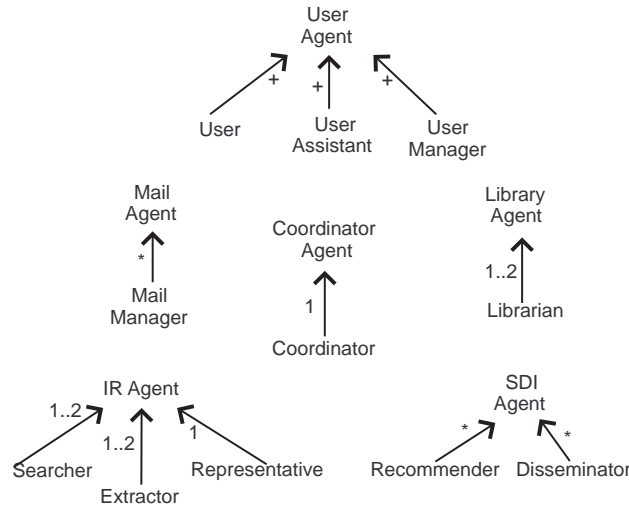 User
Agent
+
+
+
User
User
Assistant
User
Manager
Mail
Agent
*
Mail
Manager
Coordinator
Agent
1
Coordinator
Library
Agent
1..2
Librarian
IR Agent
1..2
1..2
1
Searcher
Extractor
Representative
SDI
Agent
*
*
Recommender
Disseminator